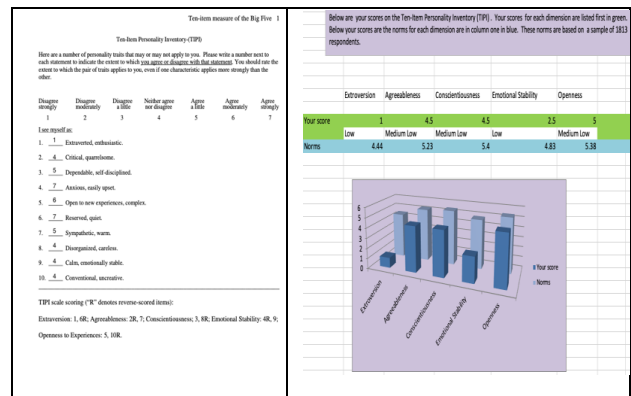 Ten-item measure of the Big Five 1
Ten-Item Personality Inventory-(TIPI)
Here are a number of personality traits that may or may not apply to you. Please write a number next to
each statement to indicate the extent to which you agree or disagree with that statement. You should rate the
extent to which the pair of traits applies to you, even if one characteristic applies more strongly than the
other.
Disagree Disagree Disagree Neither agree Agree Agree Agree
strongly moderately a little nor disagree a little moderately strongly
1 2 3 4 5 6 7
I see myself as:
1. 1 Extraverted, enthusiastic.
2. 4 Critical, quarrelsome.
3. 5 Dependable, self-disciplined.
4. 7 Anxious, easily upset.
5. 6 Open to new experiences, complex.
6. 7 Reserved, quiet.
7. 5 Sympathetic, warm.
8. 4 Disorganized, careless.
9. 4 Calm, emotionally stable.
10. 4 Conventional, uncreative.
TIPI scale scoring ("R" denotes reverse-scored items):
Extraversion: 1, 6R; Agreeableness: 2R, 7; Conscientiousness; 3, 8R; Emotional Stability: 4R, 9;
Openness to Experiences: 5, 10R.
Below are your scores on the Ten-Item Personality Inventory (TIPI). Your scores for each dimension are listed first in green.
Below your scores are the norms for each dimension are in column one in blue. These norms are based on a sample of 1813
respondents.
Extroversion Agreeableness Conscientiousness Emotional Stability Openness
Your score 1 4.5 4.5 2.5 5
Low Medium Low Medium Low Low Medium Low
Norms 4.44 5.23 5.4 4.83 5.38
6
5
4
3
2
1
0
Your score
Norms
Extroversion
Agreeableness
Conscientiousness
Emotional Stability
Openness